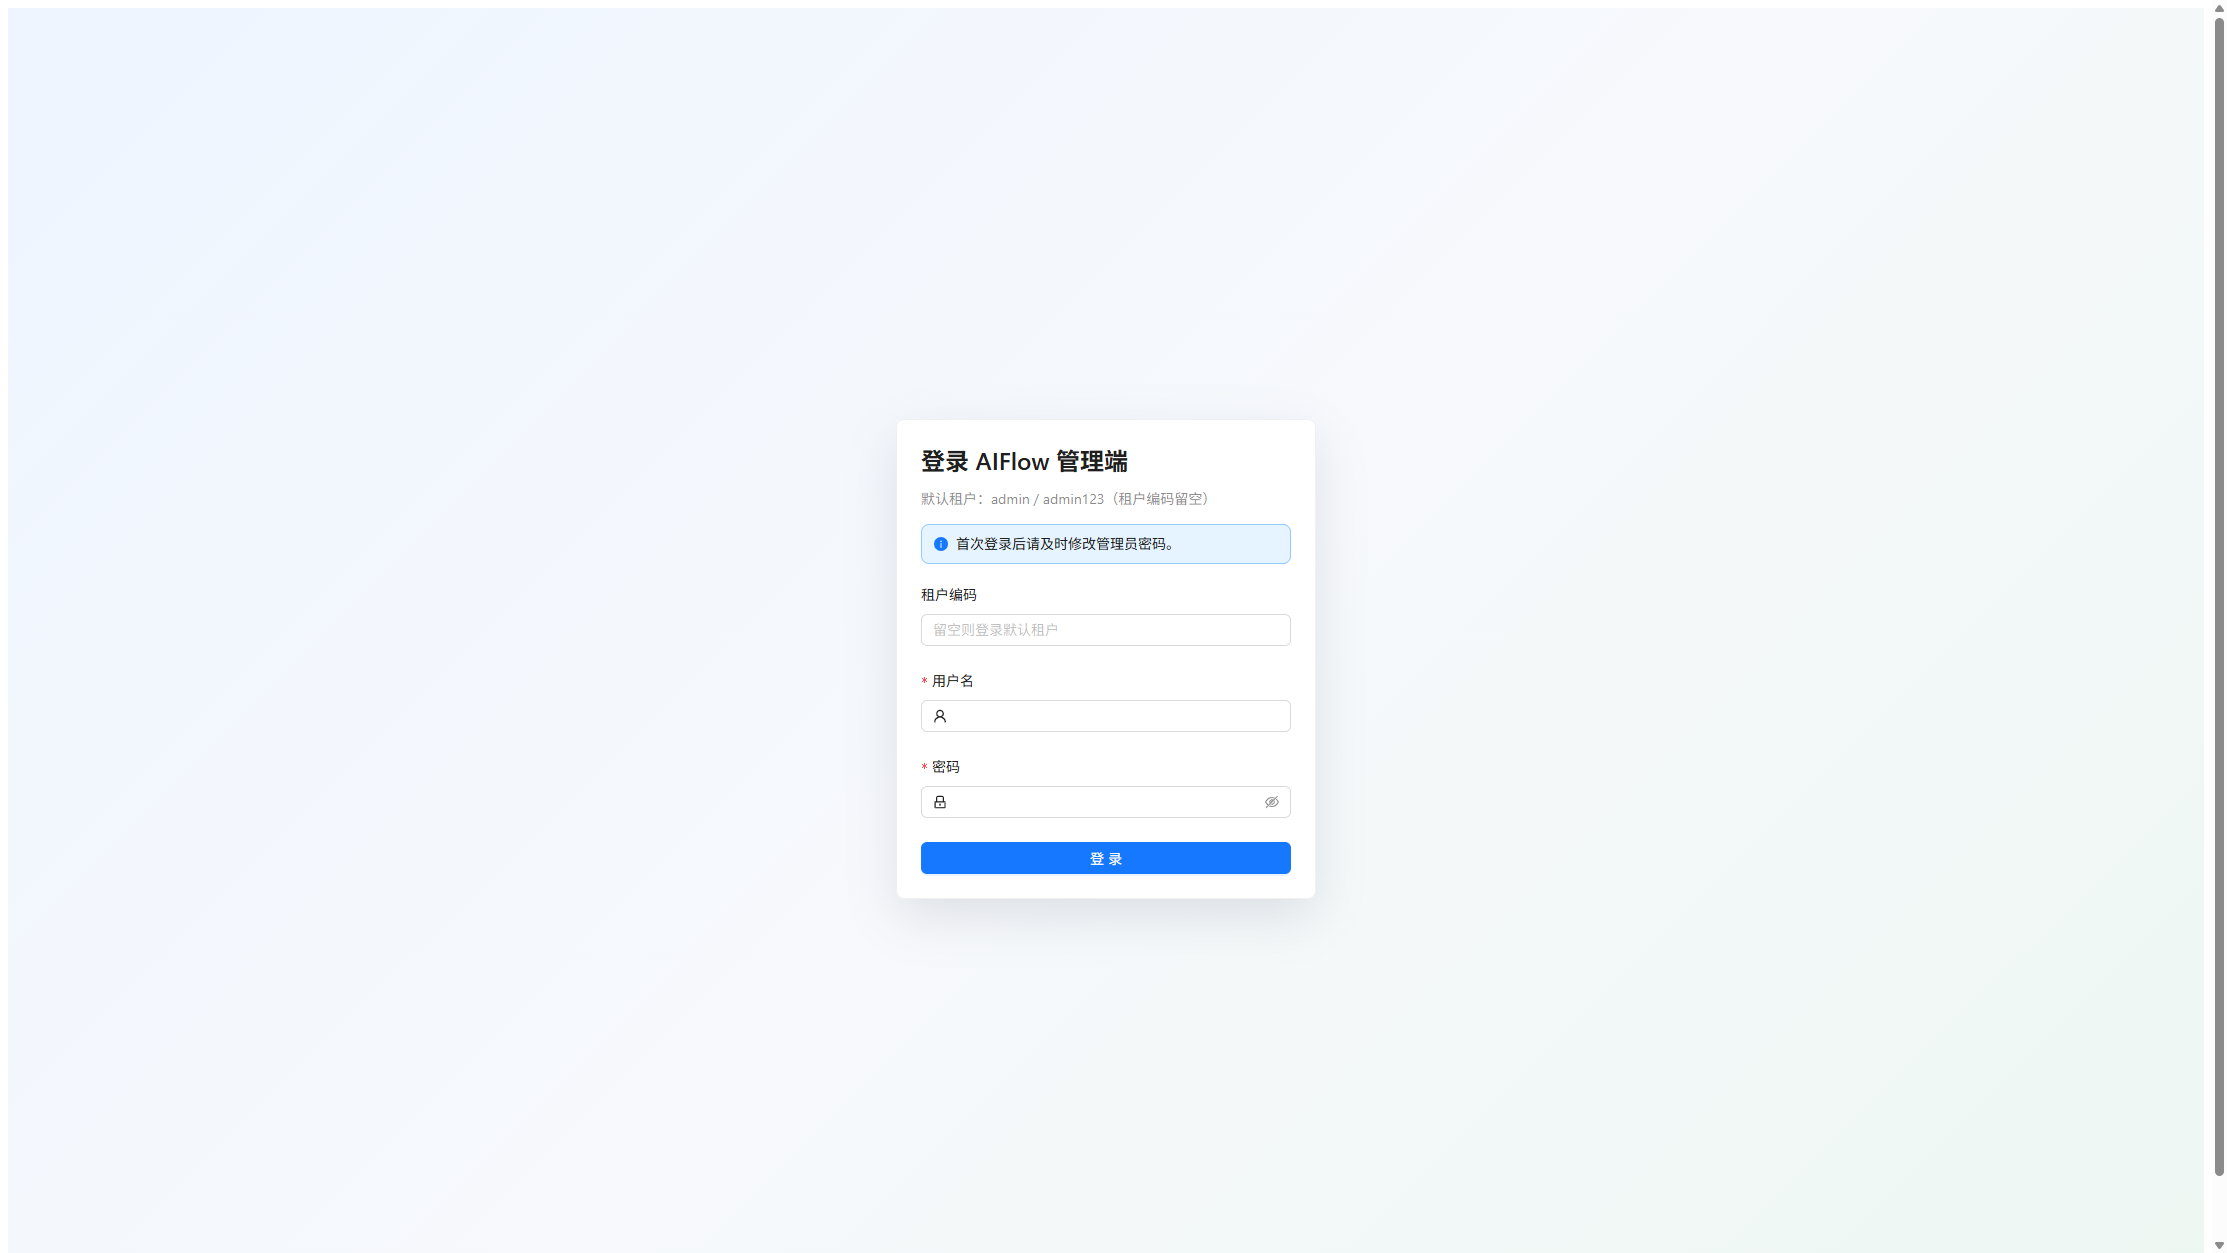 登录 AIFlow 管理端
默认租户：admin / admin123（租户编码留空）
首次登录后请及时修改管理员密码。
租户编码
留空则登录默认租户
* 用户名
* 密码
登 录